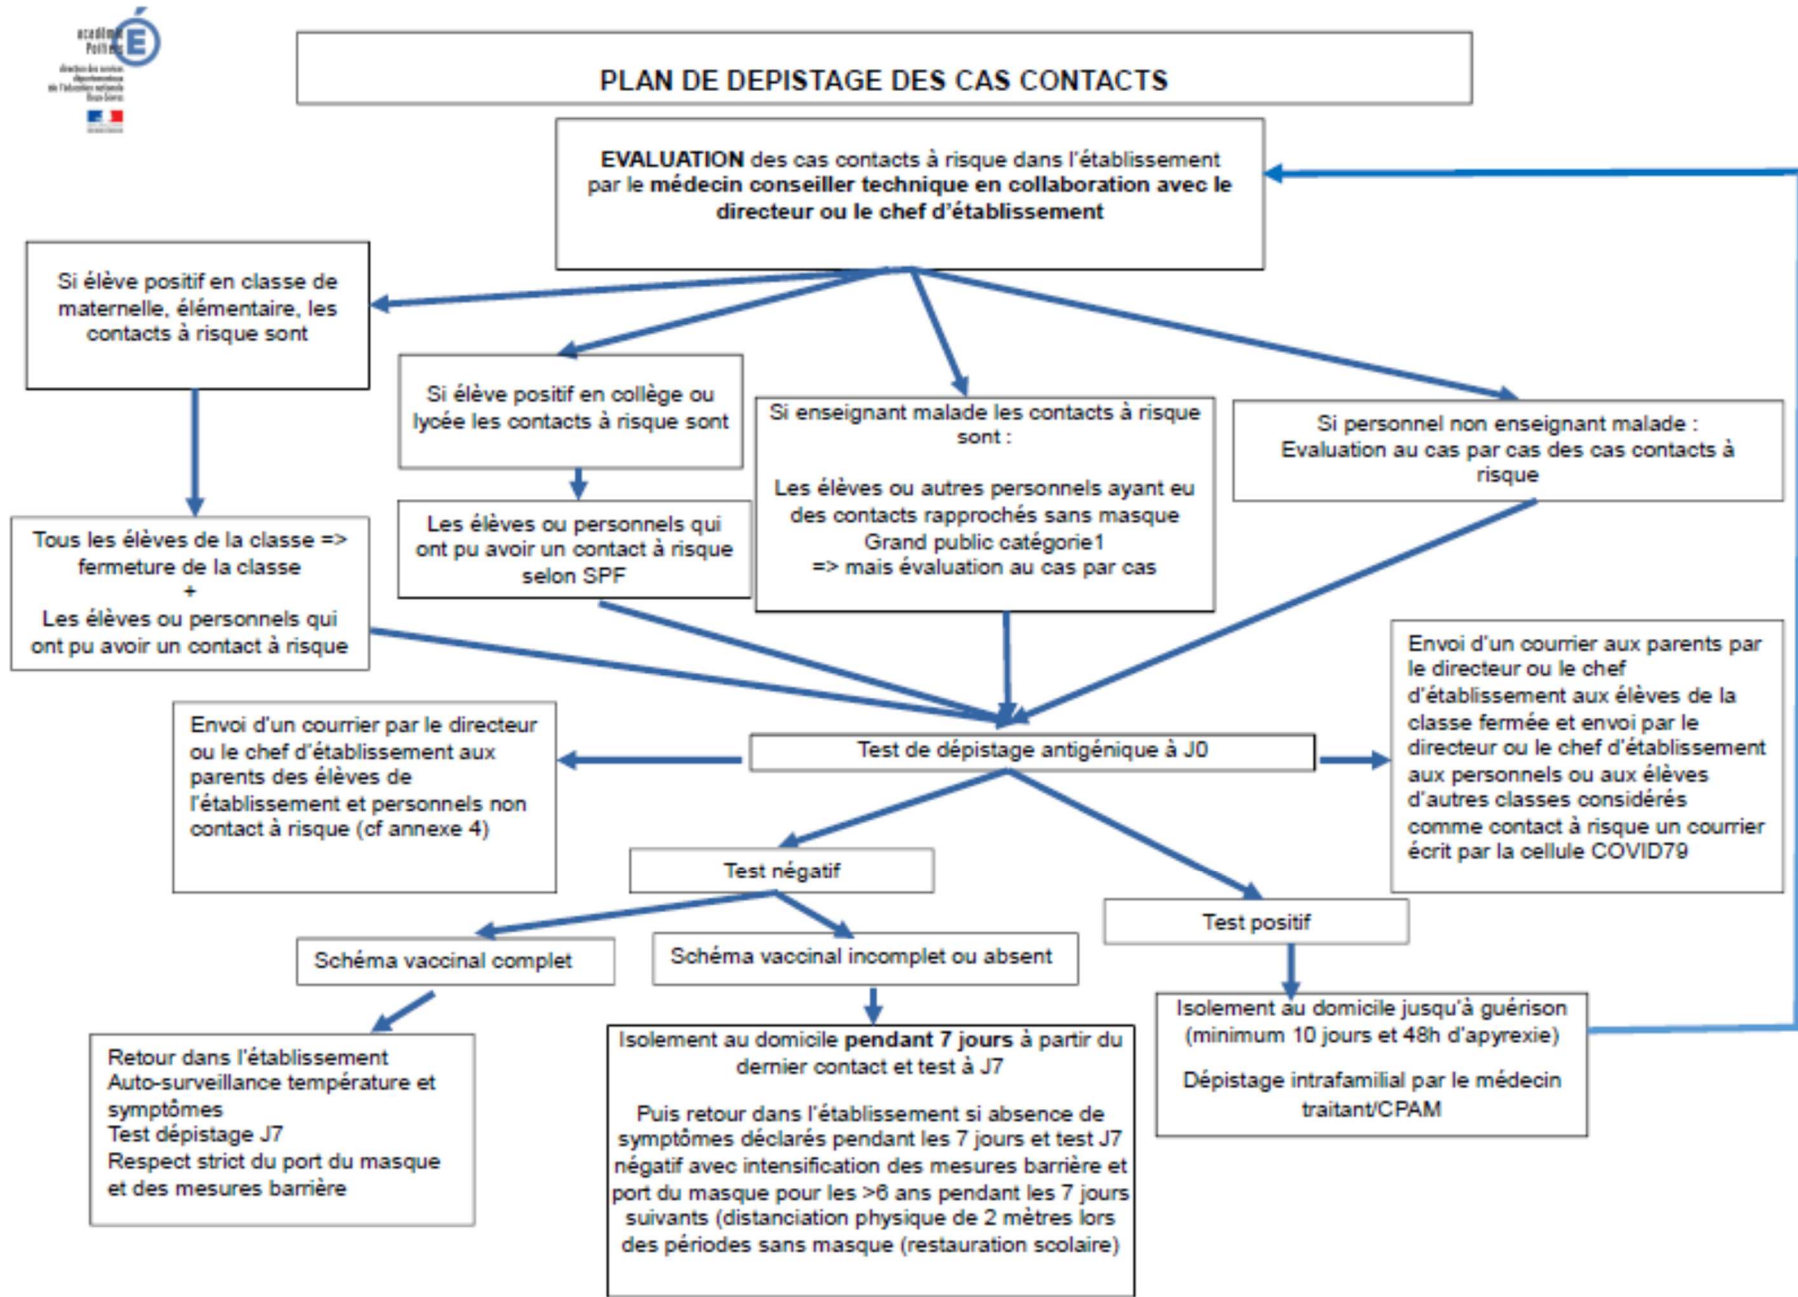 académie
Poitiers
direction des services
départementaux
de l'éducation nationale
Deux-Sèvres
PLAN DE DEPISTAGE DES CAS CONTACTS
EVALUATION des cas contacts à risque dans l'établissement
par le médecin conseiller technique en collaboration avec le
directeur ou le chef d'établissement
Si élève positif en classe de
maternelle, élémentaire, les
contacts à risque sont
Si élève positif en collège ou
lycée les contacts à risque sont
Si enseignant malade les contacts à risque
sont :
Les élèves ou autres personnels ayant eu
des contacts rapprochés sans masque
Grand public catégorie1
=> mais évaluation au cas par cas
Si personnel non enseignant malade :
Evaluation au cas par cas des cas contacts à
risque
Tous les élèves de la classe =>
fermeture de la classe
+
Les élèves ou personnels qui
ont pu avoir un contact à risque
Les élèves ou personnels qui
ont pu avoir un contact à risque
selon SPF
Envoi d'un courrier par le directeur
ou le chef d'établissement aux
parents des élèves de
l'établissement et personnels non
contact à risque (cf annexe 4)
Test de dépistage antigénique à J0
Envoi d'un courrier aux parents par
le directeur ou le chef
d'établissement aux élèves de la
classe fermée et envoi par le
directeur ou le chef d'établissement
aux personnels ou aux élèves
d'autres classes considérés
comme contact à risque un courrier
écrit par la cellule COVID79
Test négatif
Test positif
Schéma vaccinal complet
Schéma vaccinal incomplet ou absent
Retour dans l'établissement
Auto-surveillance température et
symptômes
Test dépistage J7
Respect strict du port du masque
et des mesures barrière
Isolement au domicile pendant 7 jours à partir du
dernier contact et test à J7
Puis retour dans l'établissement si absence de
symptômes déclarés pendant les 7 jours et test J7
négatif avec intensification des mesures barrière et
port du masque pour les >6 ans pendant les 7 jours
suivants (distanciation physique de 2 mètres lors
des périodes sans masque (restauration scolaire)
Isolement au domicile jusqu'à guérison
(minimum 10 jours et 48h d'apyrexie)
Dépistage intrafamilial par le médecin
traitant/CPAM